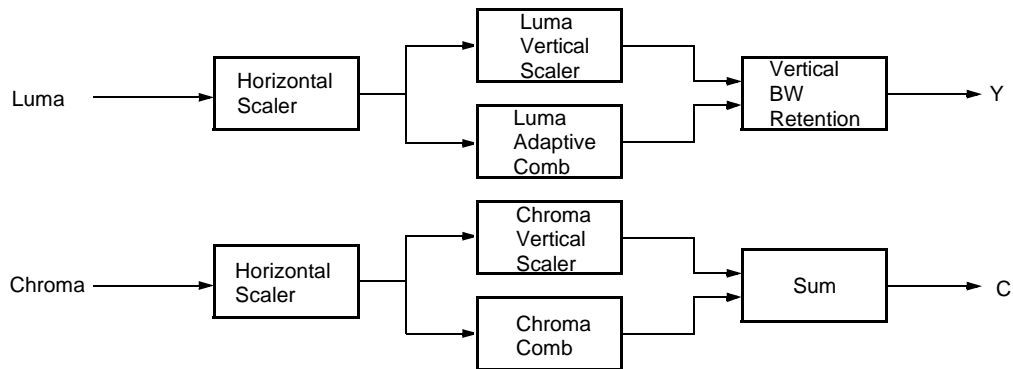 Luma
Horizontal
Scaler
Luma
Vertical
Scaler
Luma
Adaptive
Comb
Vertical
BW
Retention
Y
Chroma
Horizontal
Scaler
Chroma
Vertical
Scaler
Chroma
Comb
Sum
C